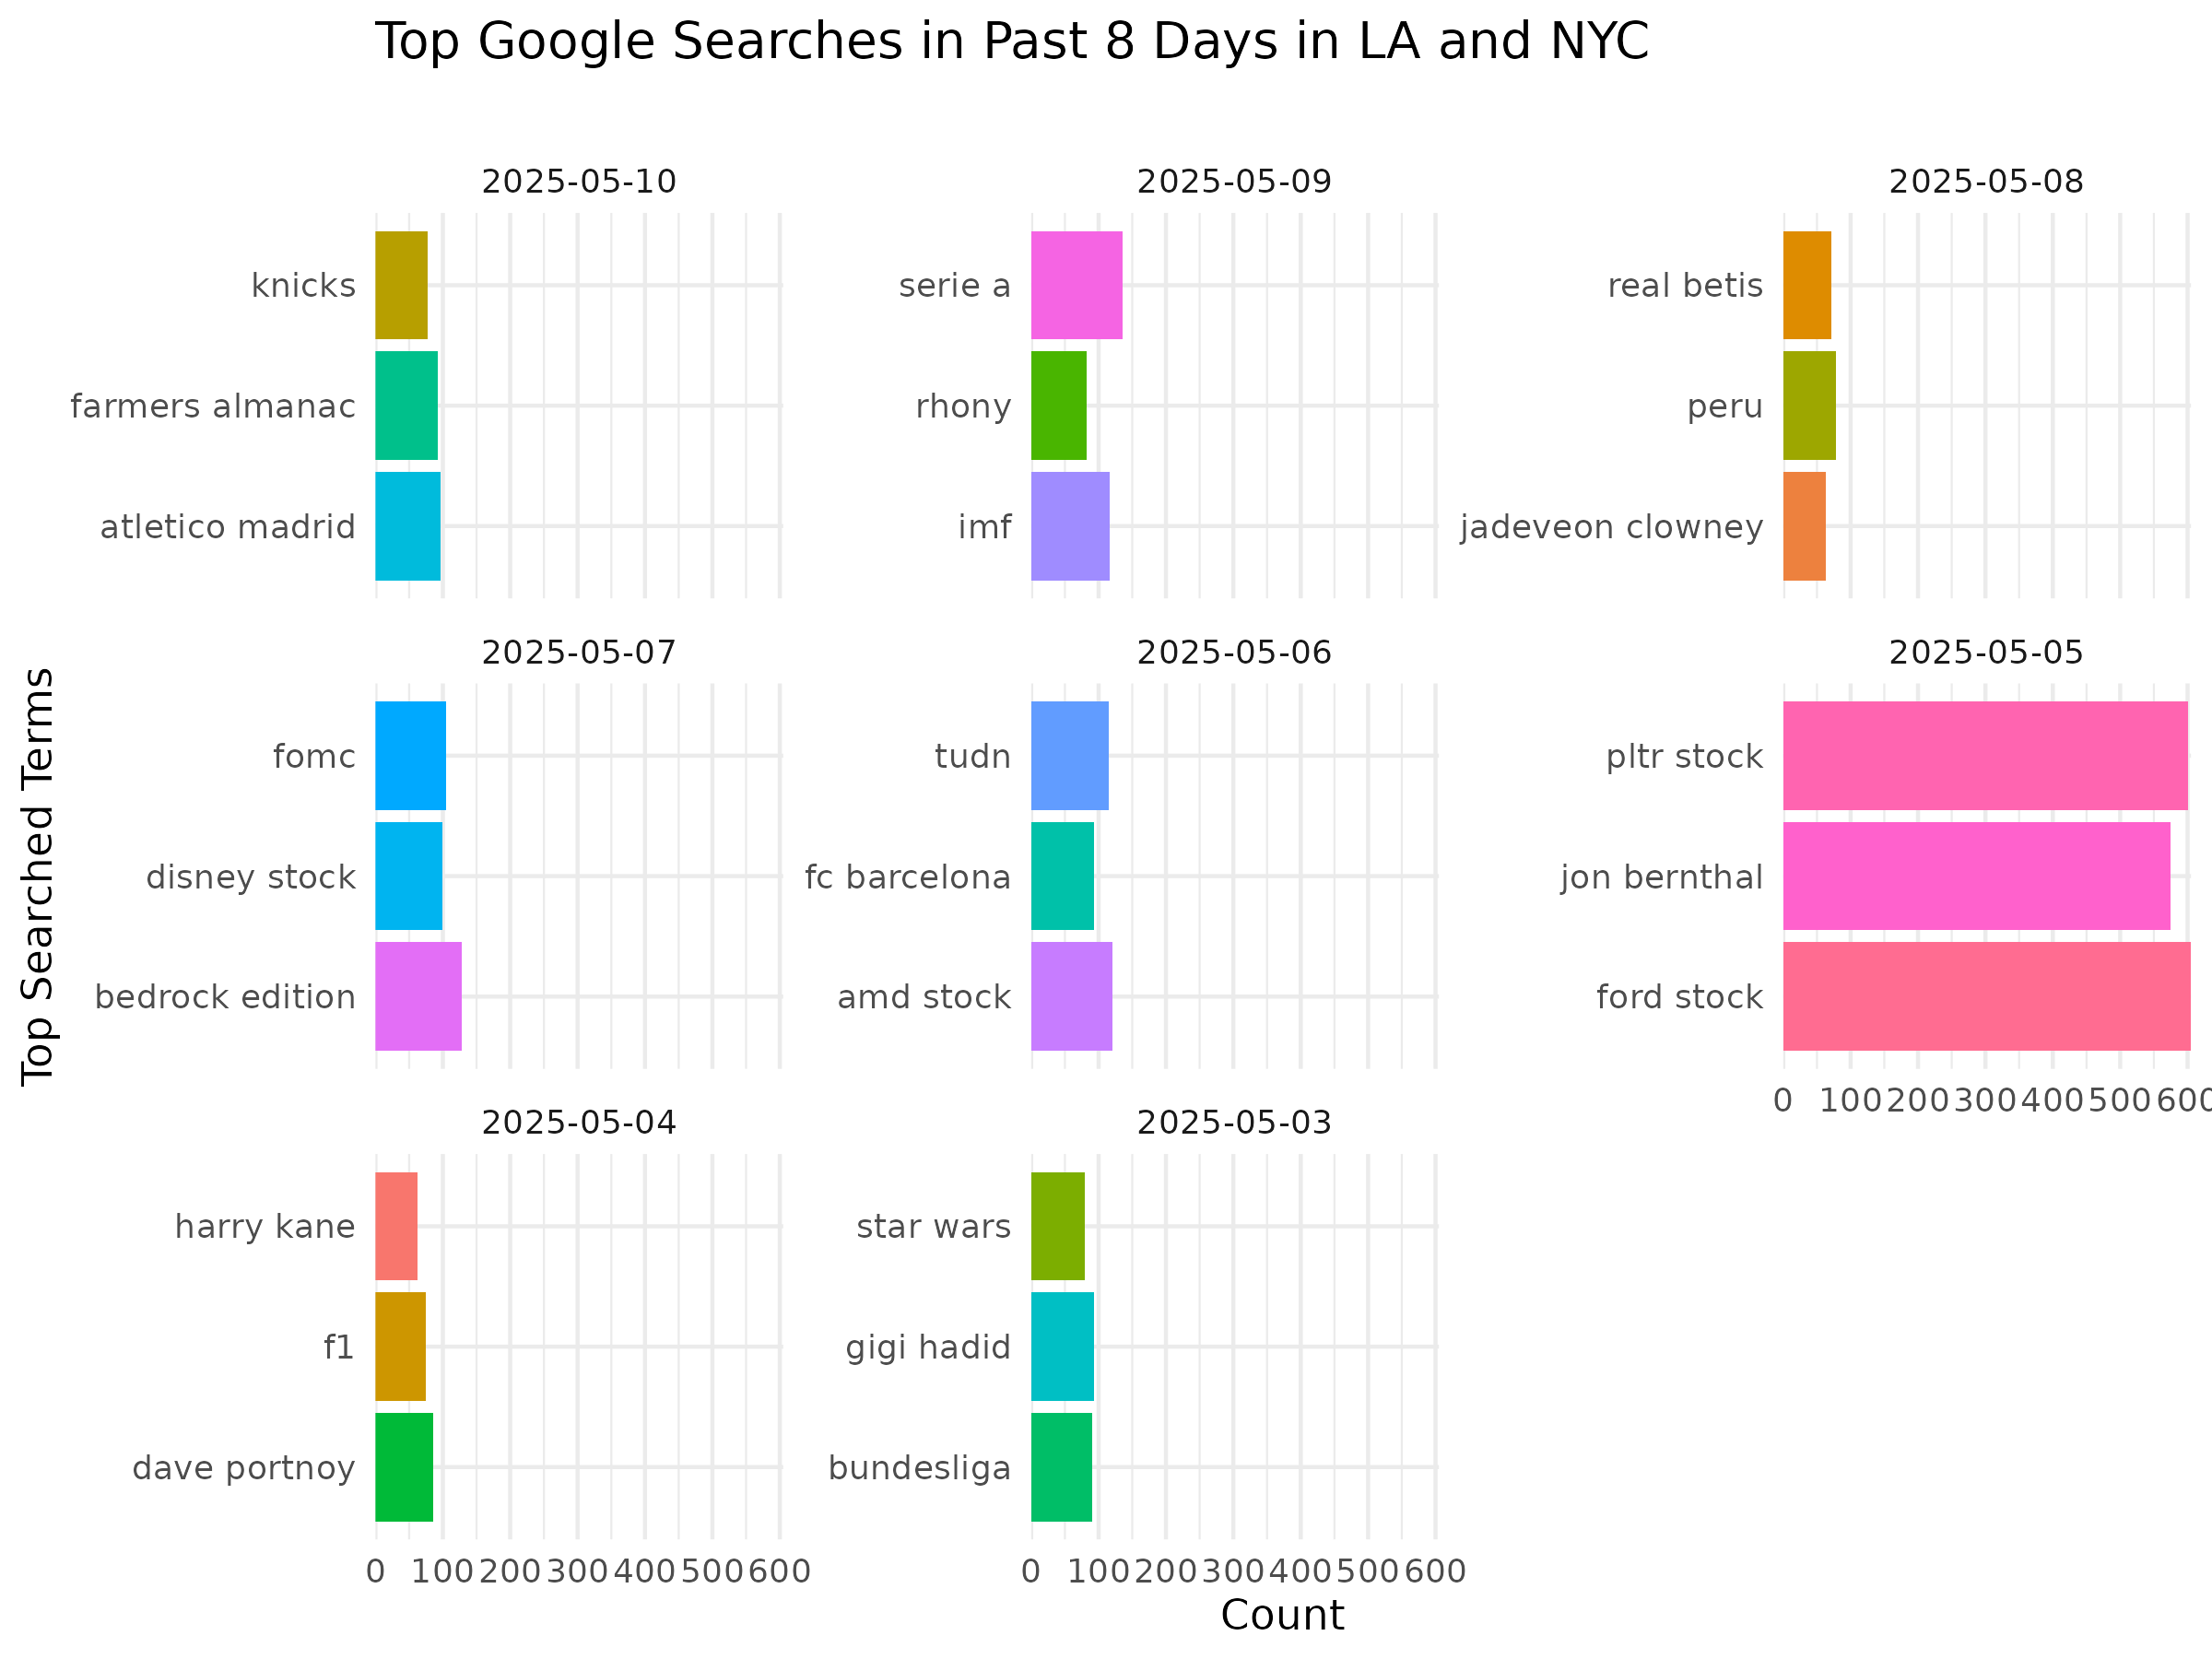 Top Google Searches in Past 8 Days in LA and NYC
2025-05-10
knicks
farmers almanac
atletico madrid
2025-05-09
serie a
rhony
imf
2025-05-08
real betis
peru
jadeveon clowney
Top Searched Terms
2025-05-07
fomc
disney stock
bedrock edition
2025-05-06
tudn
fc barcelona
amd stock
2025-05-05
pltr stock
jon bernthal
ford stock
0 100 200 300 400 500 600
2025-05-04
harry kane
f1
dave portnoy
0 100 200 300 400 500 600
2025-05-03
star wars
gigi hadid
bundesliga
0 100 200 300 400 500 600
Count